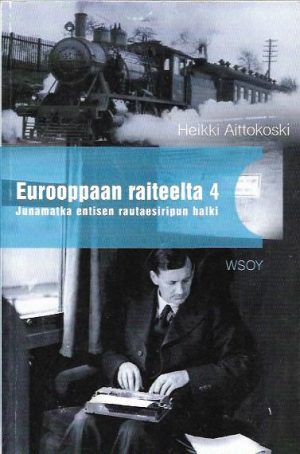 Heikki Aittokoski
Eurooppaan raiteelta 4
Junamatka entisen rautaesiripun halki
WSOY